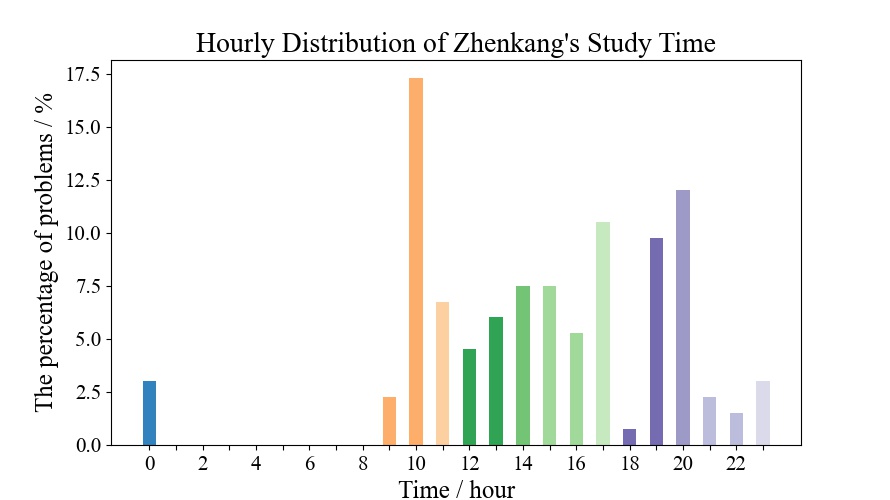 Hourly Distribution of Zhenkang's Study Time
The percentage of problems / %
17.5
15.0
12.5
10.0
7.5
5.0
2.5
0.0
0 2 4 6 8 10 12 14 16 18 20 22
Time / hour